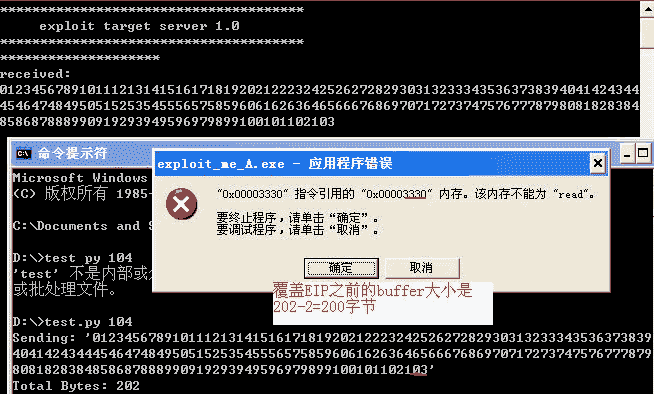 **************************************
exploit target server 1.0
**************************************
********************
received:
01234567891011121314151617181920212223242526272829303132333435363738394041424344
45464748495051525354555657585960616263646566676869707172737475767778798081828384
858687888990919293949596979899100101102103
命令提示符
Microsoft Windows
(C) 版权所有 1985-
C:\Documents and S
D:\>test py 104
'test' 不是内部或
或批处理文件。
exploit_me_A.exe - 应用程序错误
"0x00003330" 指令引用的 "0x00003330" 内存。该内存不能为 "read"。
要终止程序，请单击“确定”。
要调试程序，请单击“取消”。
确定
取消
覆盖EIP之前的buffer大小是
202-2=200字节
D:\>test.py 104
Sending: '0123456789101112131415161718192021222324252627282930313233343536373839
40414243444546474849505152535455565758596061626364656667686970717273747576777879
8081828384858687888990919293949596979899100101102103'
Total Bytes: 202